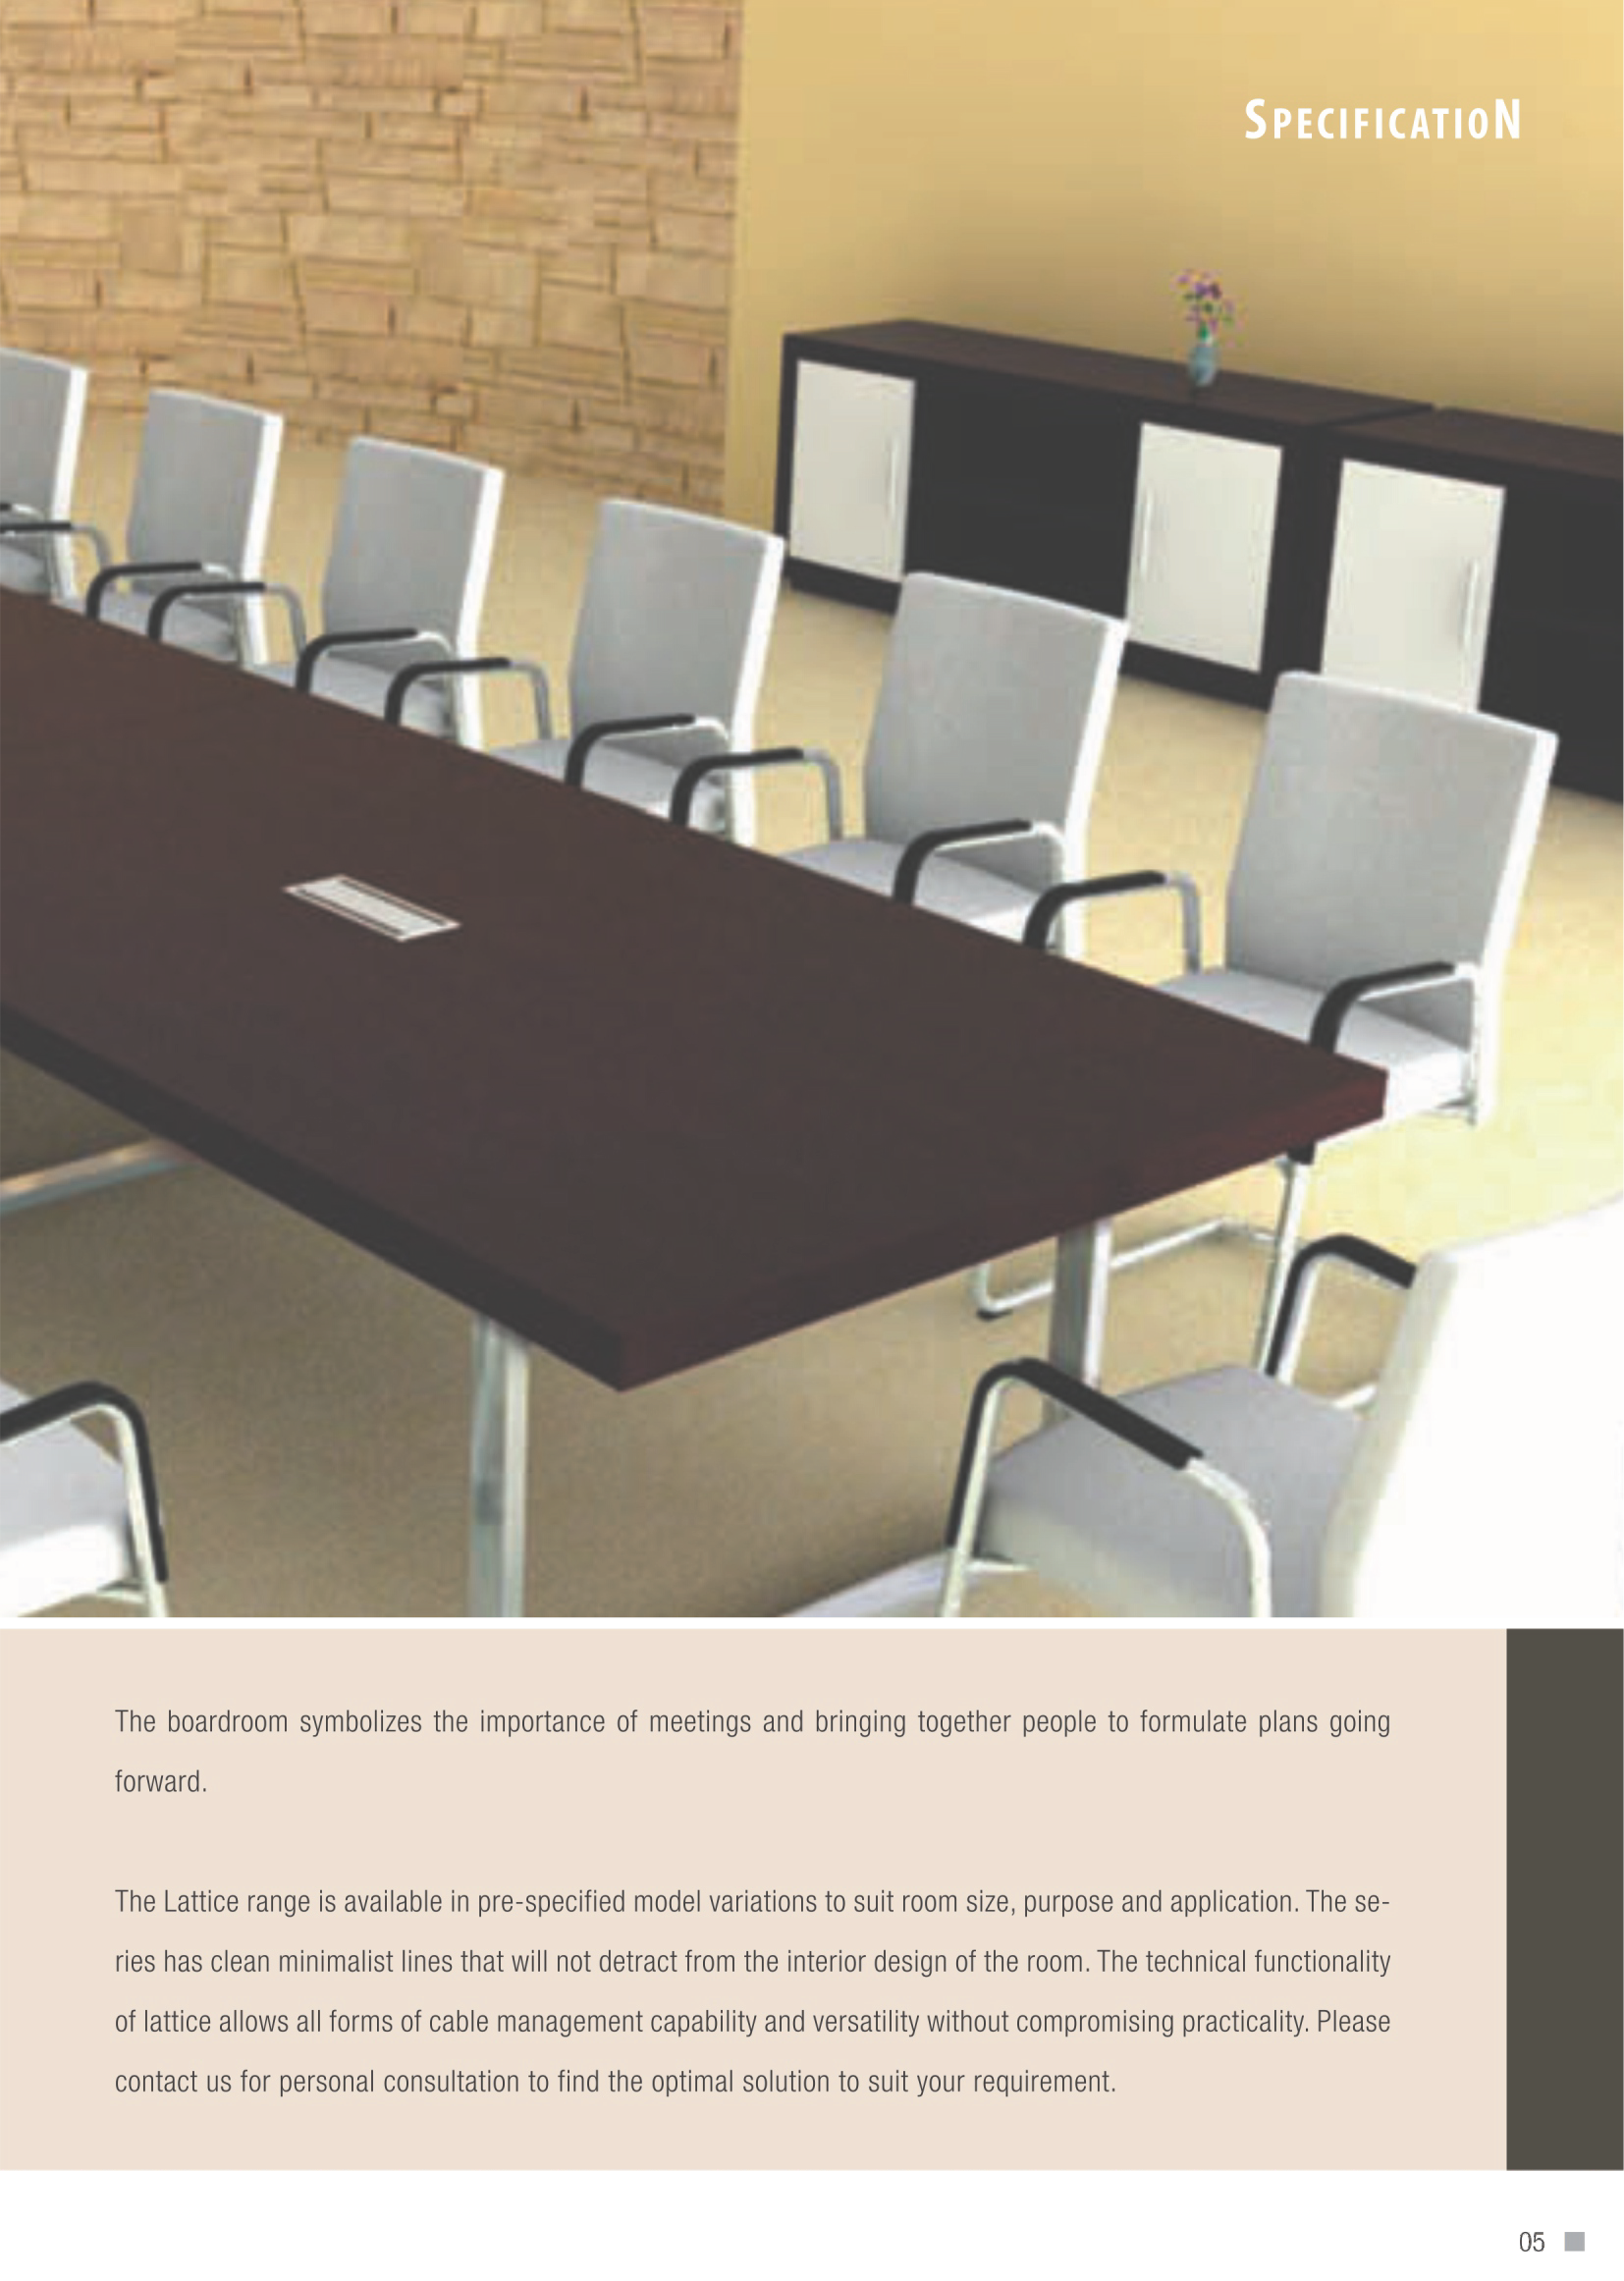 SPECIFICATION
The boardroom symbolizes the importance of meetings and bringing together people to formulate plans going
forward.
The Lattice range is available in pre-specified model variations to suit room size, purpose and application. The se-
ries has clean minimalist lines that will not detract from the interior design of the room. The technical functionality
of lattice allows all forms of cable management capability and versatility without compromising practicality. Please
contact us for personal consultation to find the optimal solution to suit your requirement.
05